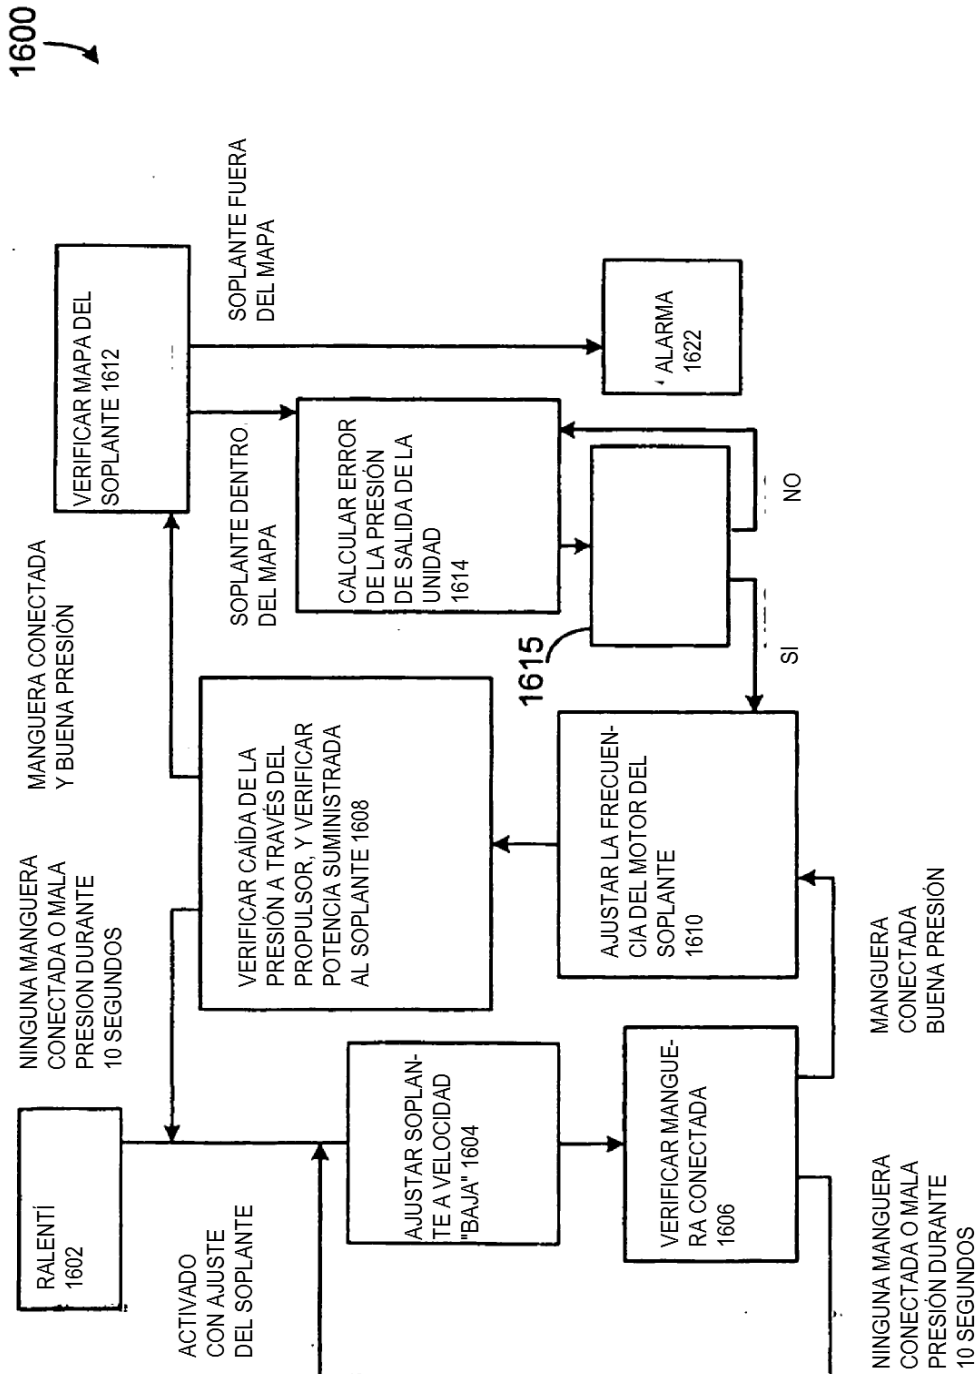 1600
RALENTÍ
1602
NINGUNA MANGUERA
CONECTADA O MALA
PRESION DURANTE
10 SEGUNDOS
MANGUERA CONECTADA
Y BUENA PRESIÓN
VERIFICAR MAPA DEL
SOPLANTE 1612
ACTIVADO
CON AJUSTE
DEL SOPLANTE
VERIFICAR CAÍDA DE LA
PRESIÓN A TRAVÉS DEL
PROPULSOR, Y VERIFICAR
POTENCIA SUMINISTRADA
AL SOPLANTE 1608
SOPLANTE DENTRO
DEL MAPA
SOPLANTE FUERA
DEL MAPA
AJUSTAR SOPLAN-
TE A VELOCIDAD
"BAJA" 1604
CALCULAR ERROR
DE LA PRESIÓN
DE SALIDA DE LA
UNIDAD
1614
1615
VERIFICAR MANGUE-
RA CONECTADA
1606
AJUSTAR LA FRECUEN-
CIA DEL MOTOR DEL
SOPLANTE
1610
ALARMA
1622
SI
NO
NINGUNA MANGUERA
CONECTADA O MALA
PRESIÓN DURANTE
10 SEGUNDOS
MANGUERA
CONECTADA
BUENA PRESIÓN